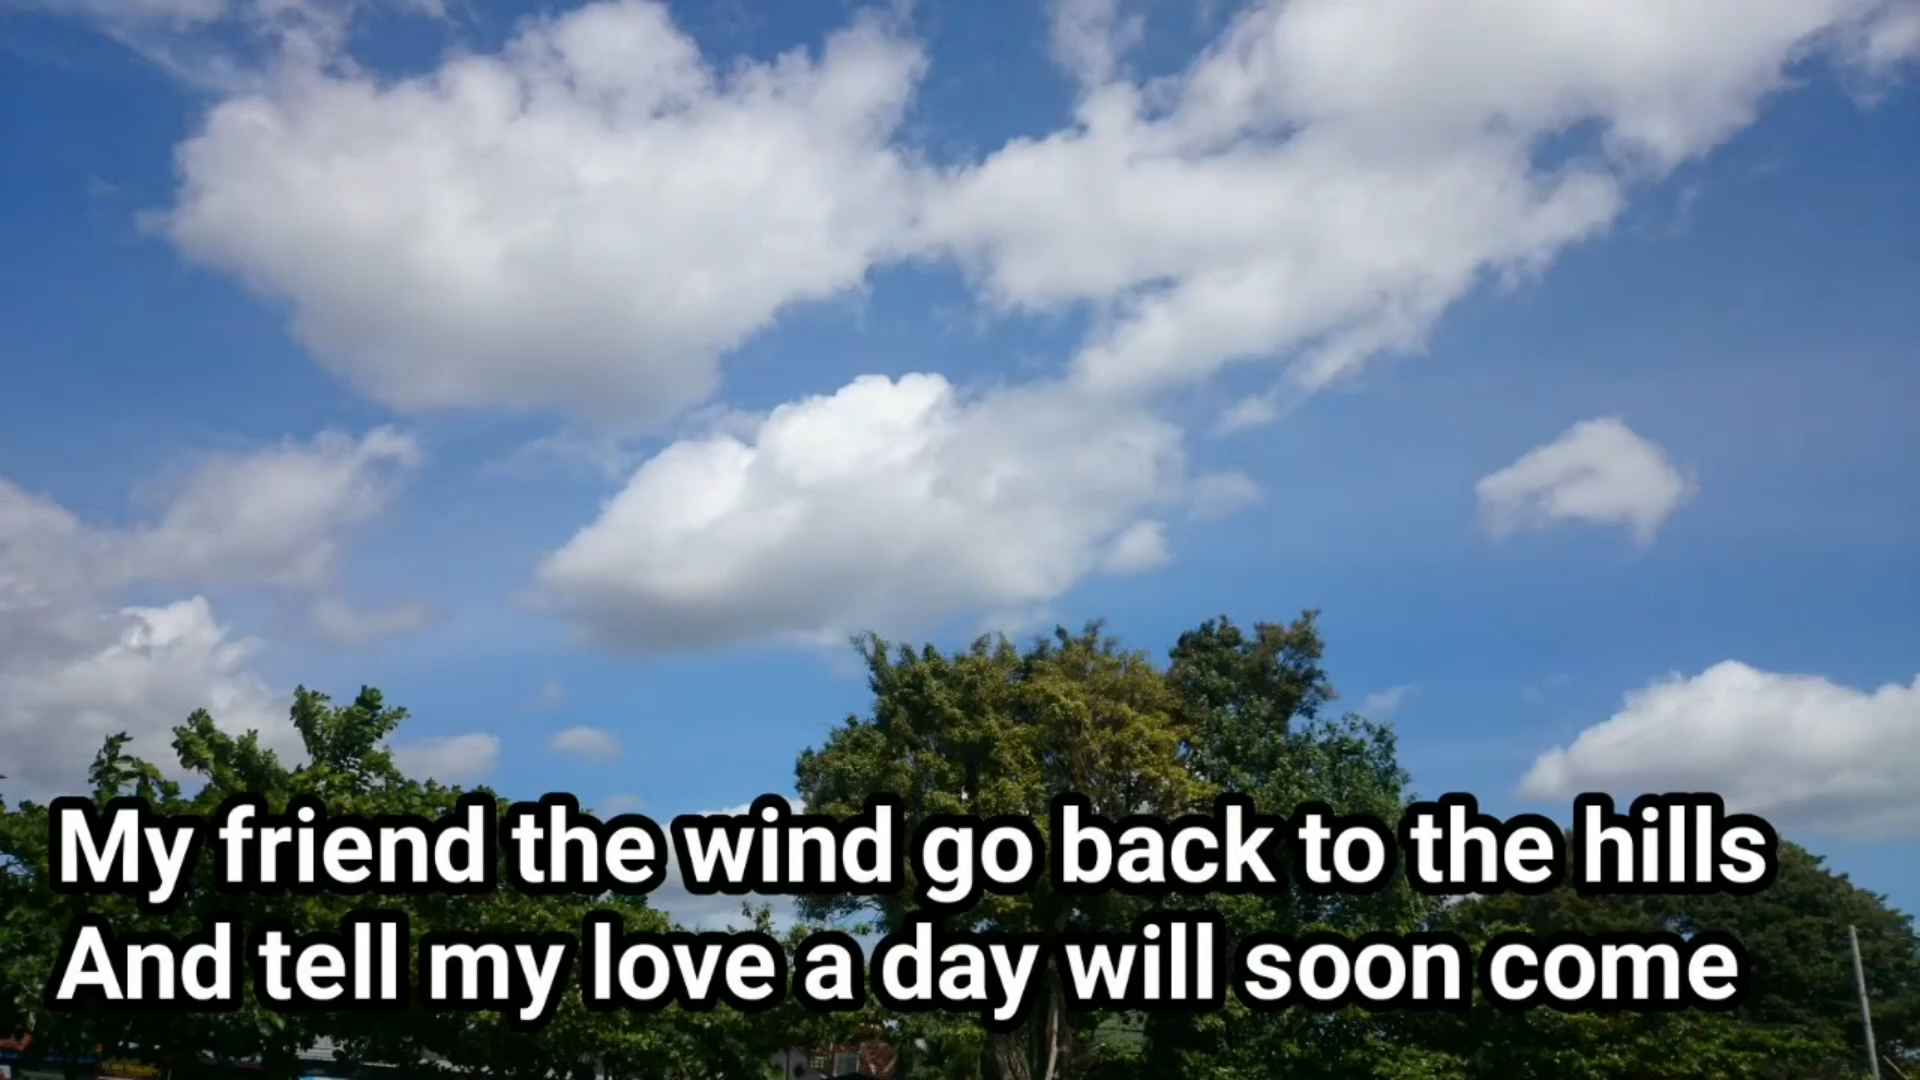 My friend the wind go back to the hills
And tell my love a day will soon come